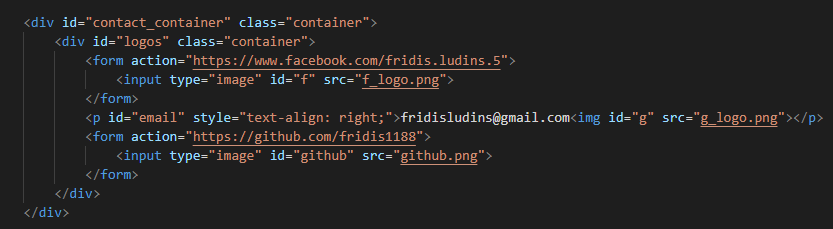 <div id="contact_container" class="container">
<div id="logos" class="container">
<form action="https://www.facebook.com/fridis.ludins.5">
<input type="image" id="f" src="f_logo.png">
</form>
<p id="email" style="text-align: right;">fridisludins@gmail.com<img id="g" src="g_logo.png"></p>
<form action="https://github.com/fridis1188">
<input type="image" id="github" src="github.png">
</form>
</div>
</div>